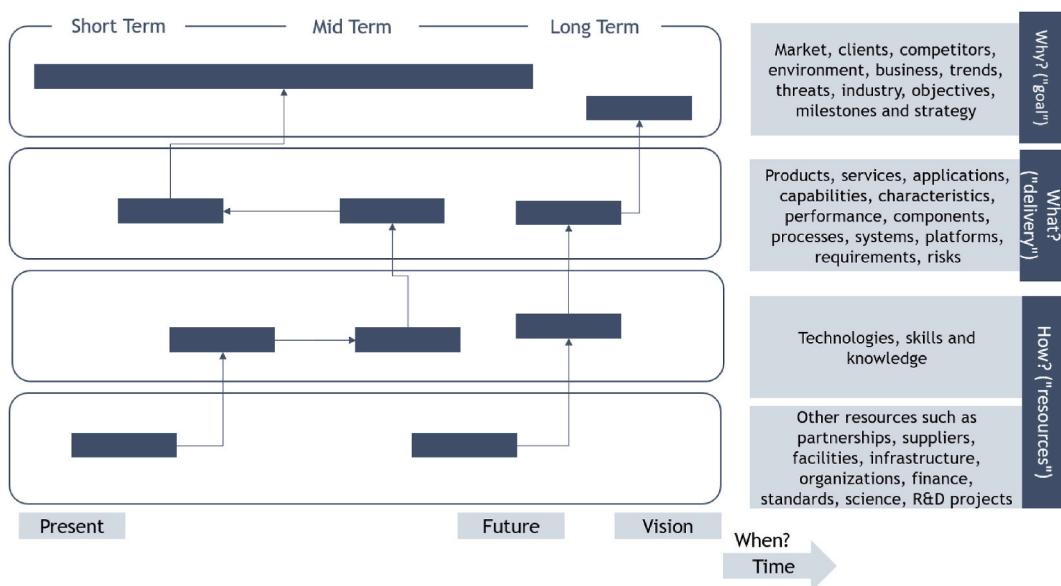 Short Term
Mid Term
Long Term
Market, clients, competitors,
environment, business, trends,
threats, industry, objectives,
milestones and strategy
Why? ("goal")
Products, services, applications,
capabilities, characteristics,
performance, components,
processes, systems, platforms,
requirements, risks
What?
("delivery")
Technologies, skills and
knowledge
How? ("resources")
Other resources such as
partnerships, suppliers,
facilities, infrastructure,
organizations, finance,
standards, science, R&D projects
Present
Future
Vision
When?
Time